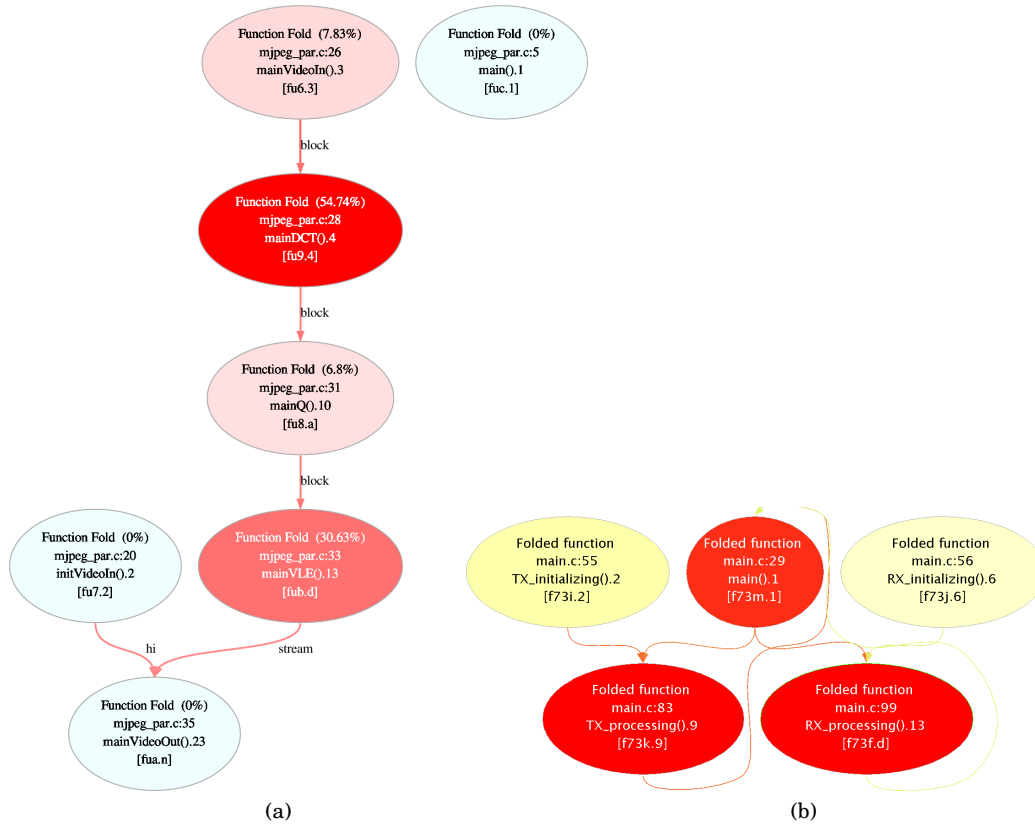 Function Fold (7.83%)
mjpeg_par.c:26
mainVideoIn().3
[fu6.3]
Function Fold (0%)
mjpeg_par.c:5
main().1
[fuc.1]
block
Function Fold (54.74%)
mjpeg_par.c:28
mainDCT().4
[fu9.4]
block
Function Fold (6.8%)
mjpeg_par.c:31
mainQ().10
[fu8.a]
block
Function Fold (0%)
mjpeg_par.c:20
initVideoIn().2
[fu7.2]
Function Fold (30.63%)
mjpeg_par.c:33
mainVLE().13
[fub.d]
hi
stream
Function Fold (0%)
mjpeg_par.c:35
mainVideoOut().23
[fua.n]
(a)
Folded function
main.c:55
TX_initializing().2
[f73i.2]
Folded function
main.c:29
main().1
[f73m.1]
Folded function
main.c:56
RX_initializing().6
[f73j.6]
Folded function
main.c:83
TX_processing().9
[f73k.9]
Folded function
main.c:99
RX_processing().13
[f73f.d]
(b)